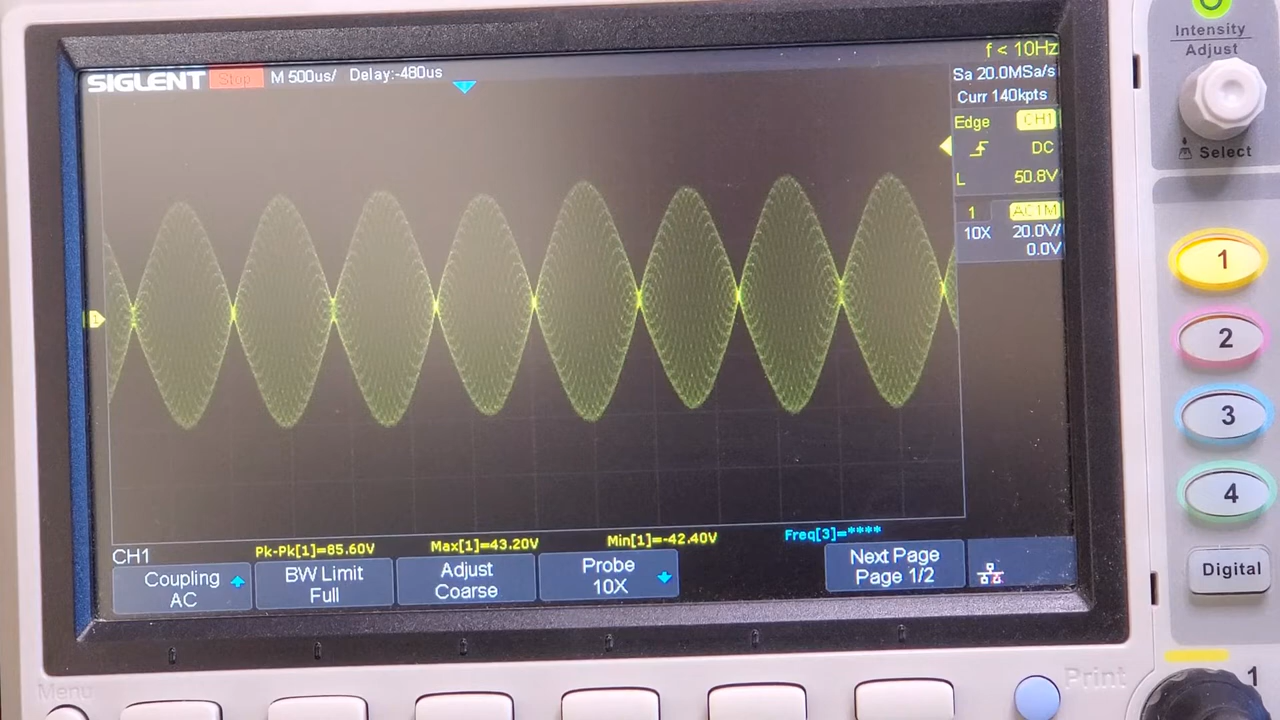 f < 10Hz
SIGLENT Stop M 500us/ Delay:-480us
Sa 20.0MSa/s
Curr 140kpts
Edge CH1
DC
L 50.8V
1 AC1M
10X 20.0V/
0.0V
1
Pk-Pk[1]=85.60V Max[1]=43.20V Min[1]=-42.40V Freq[3]=****
CH1
Coupling
AC
BW Limit
Full
Adjust
Coarse
Probe
10X
Next Page
Page 1/2
Intensity
Adjust
Select
1
2
3
4
Digital
Menu
Print
1